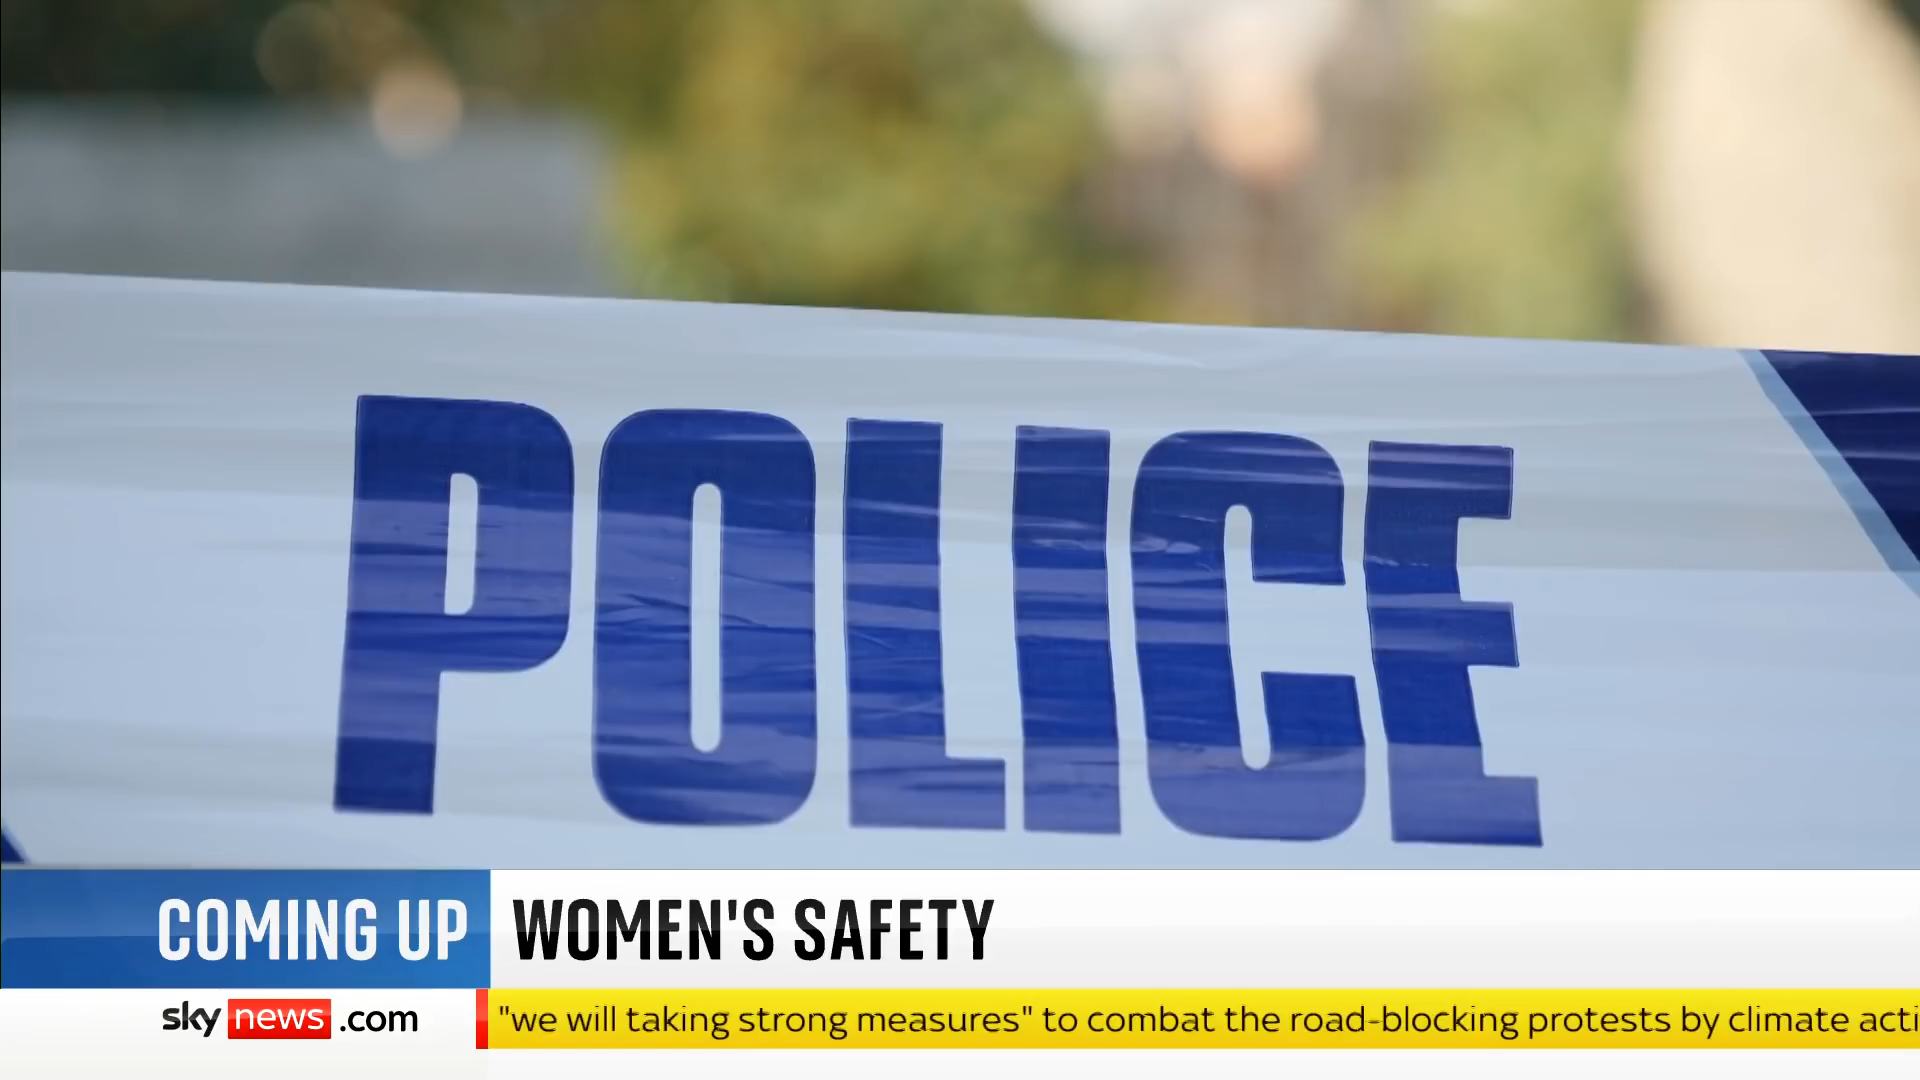 POLICE
COMING UP WOMEN'S SAFETY
sky news .com "we will taking strong measures" to combat the road-blocking protests by climate acti